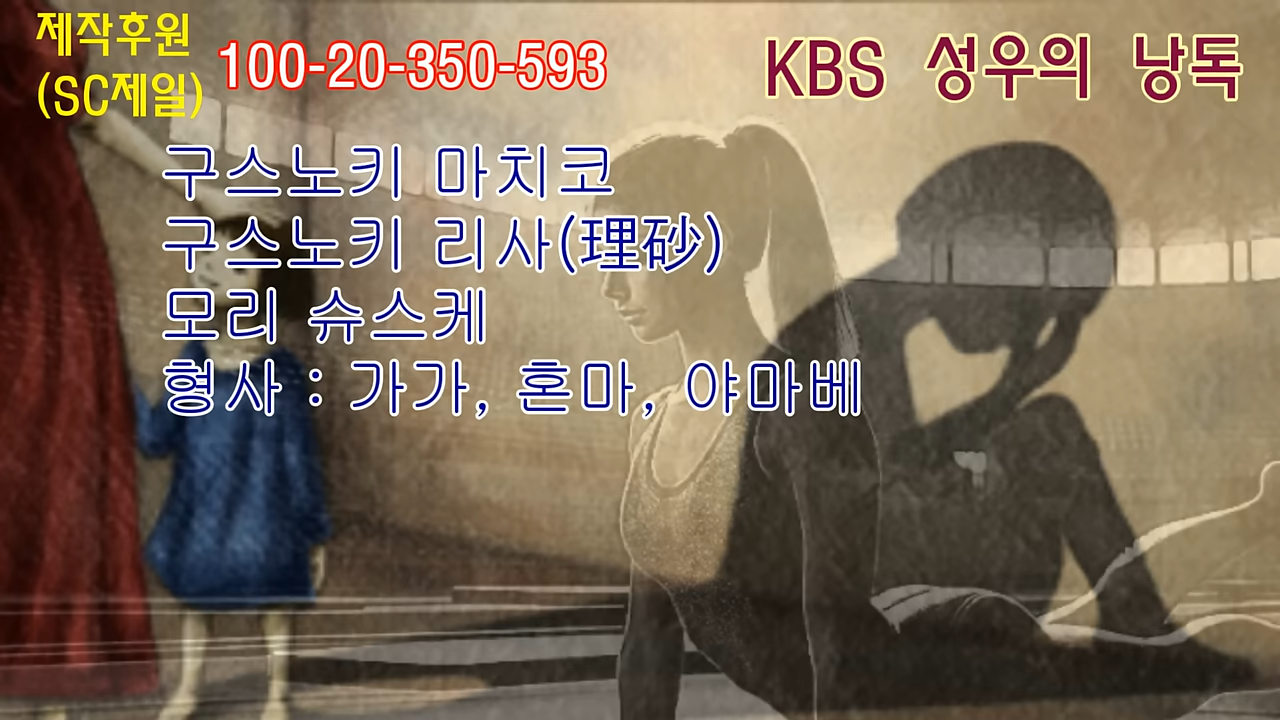 제작후원
(SC제일)
100-20-350-593
KBS 성우의 낭독
구스노키 마치코
구스노키 리사(理砂)
모리 슈스케
형사 : 가가, 혼마, 야마베